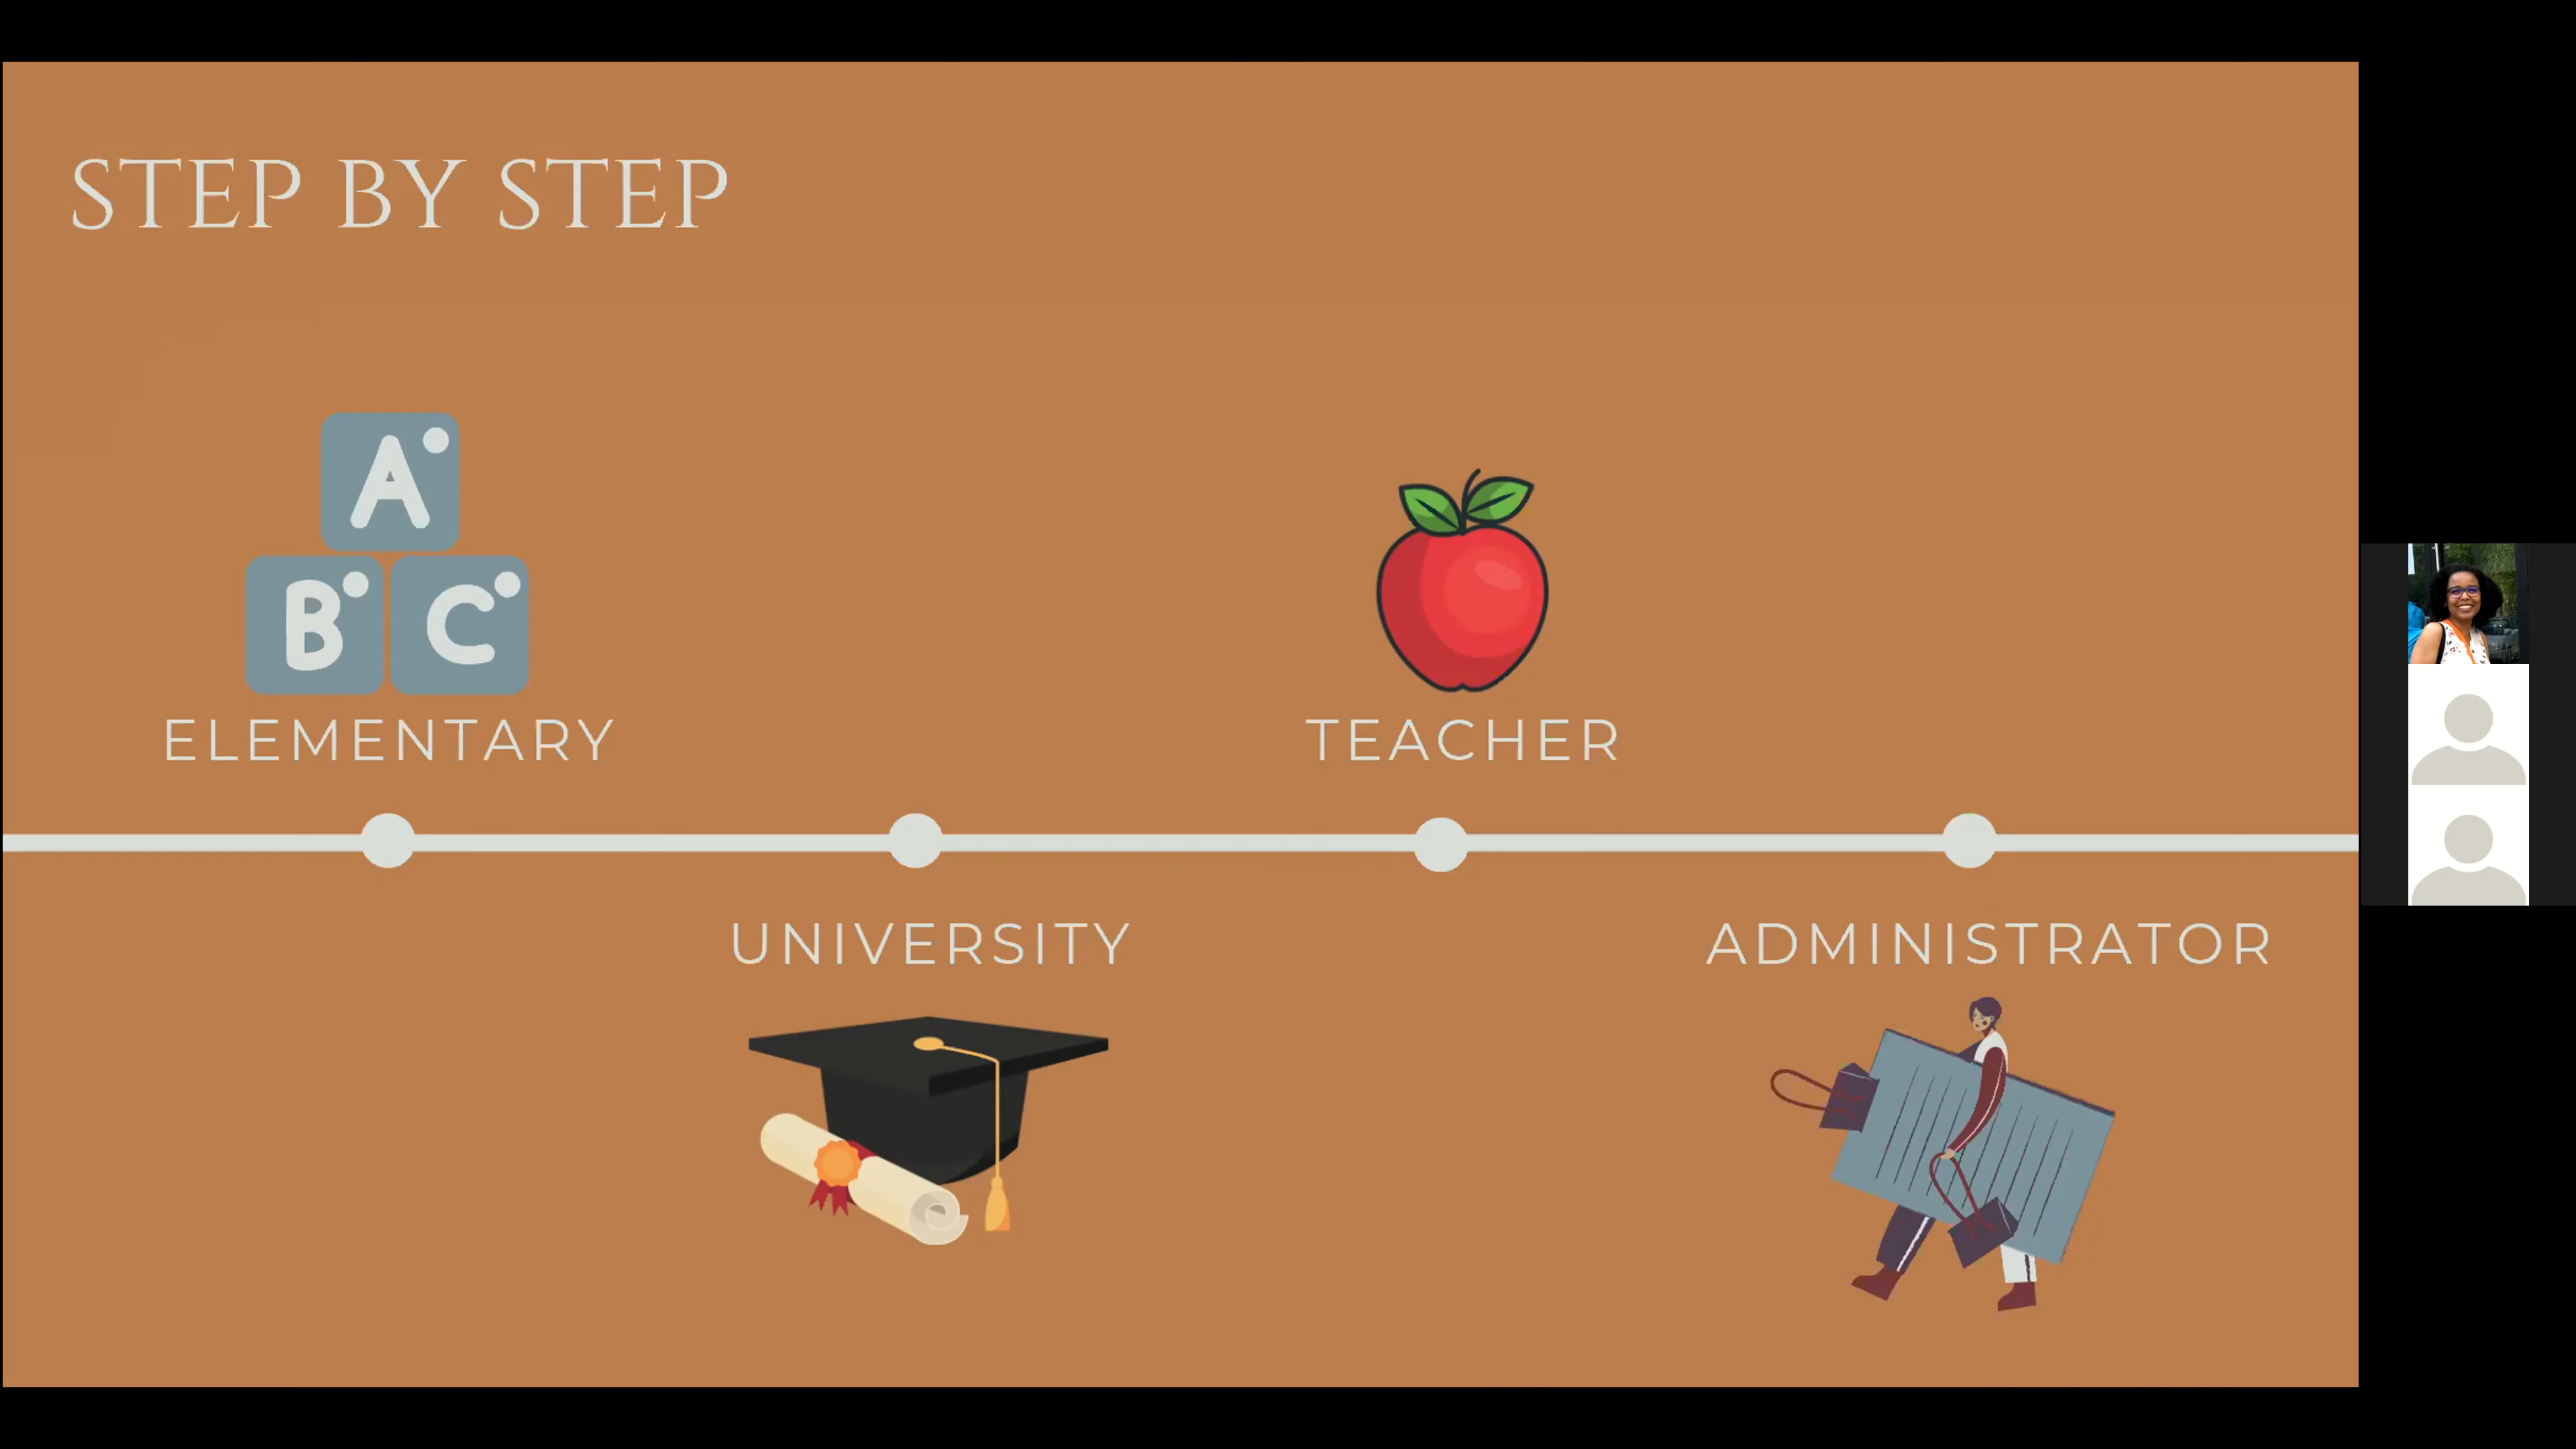 STEP BY STEP
A
B C
ELEMENTARY
TEACHER
UNIVERSITY
ADMINISTRATOR